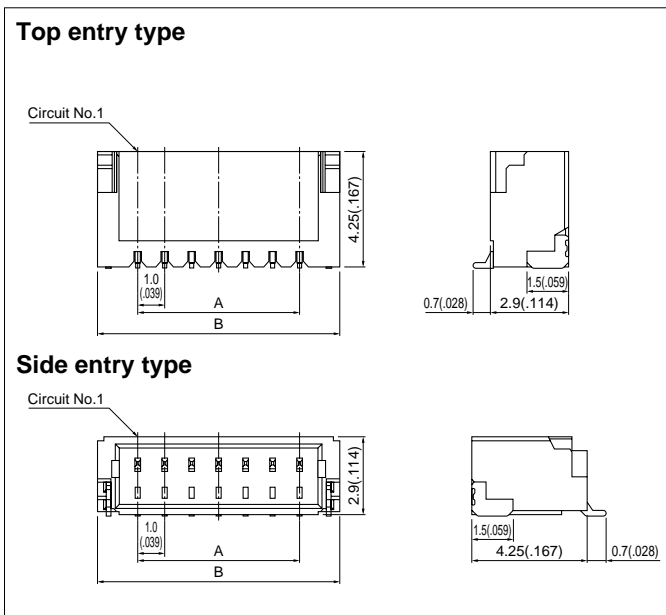 Top entry type
Circuit No.1
4.25(.167)
1.0
(.039)
A
B
1.5(.059)
0.7(.028)
2.9(.114)
Side entry type
Circuit No.1
2.9(.114)
1.0
(.039)
A
B
1.5(.059)
4.25(.167)
0.7(.028)